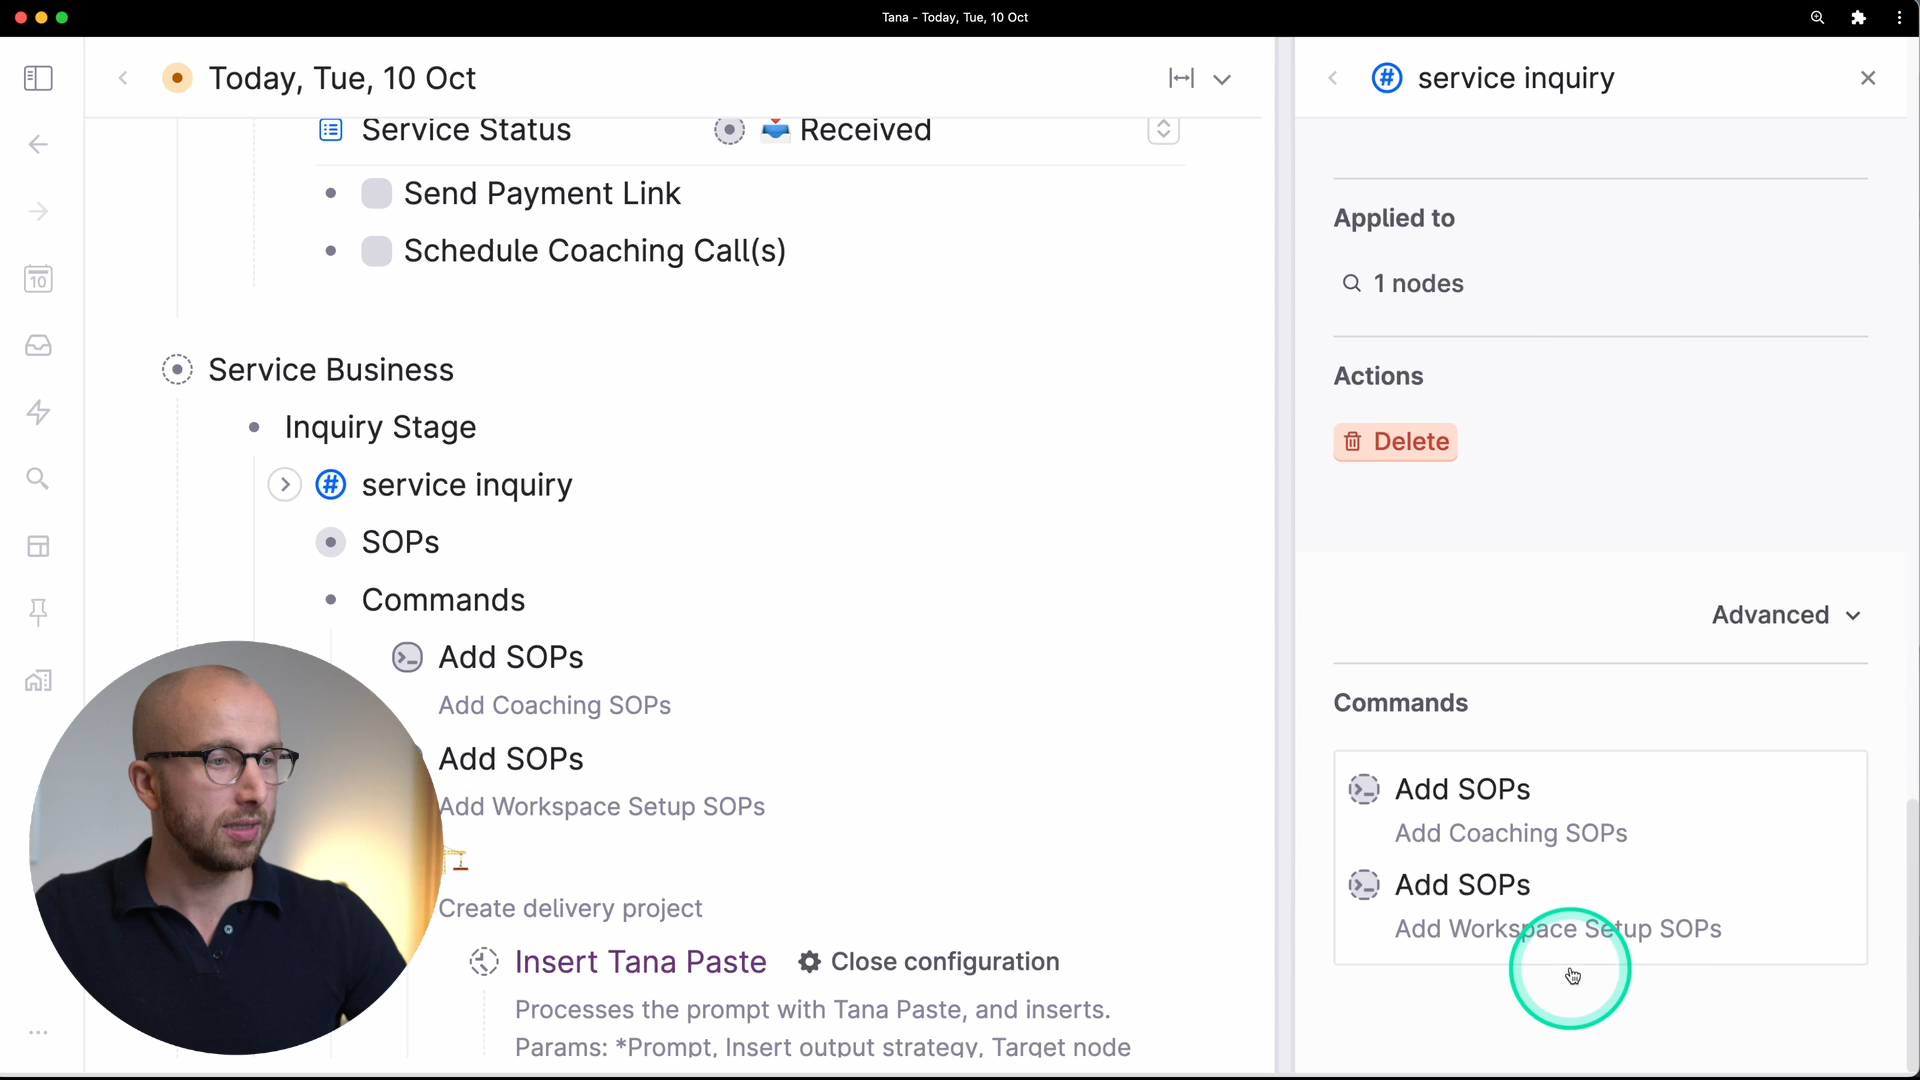 Tana - Today, Tue, 10 Oct
Today, Tue, 10 Oct
Service Status
Received
Send Payment Link
Schedule Coaching Call(s)
Service Business
Inquiry Stage
service inquiry
SOPs
Commands
Add SOPs
Add Coaching SOPs
Add SOPs
Add Workspace Setup SOPs
Create delivery project
Insert Tana Paste
Close configuration
Processes the prompt with Tana Paste, and inserts.
Params: *Prompt, Insert output strategy, Target node
10
service inquiry
Applied to
1 nodes
Actions
Delete
Advanced
Commands
Add SOPs
Add Coaching SOPs
Add SOPs
Add Workspace Setup SOPs